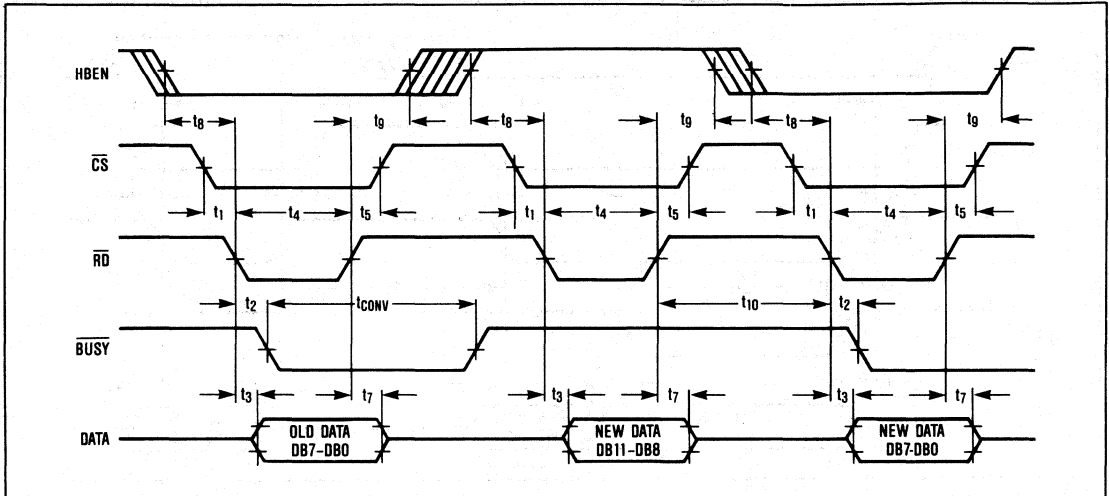 HBEN
t8 t9 t8 t9 t8 t9
CS
t1 t4 t5 t1 t4 t5 t1 t4 t5
RD
t2 tCONV t10 t2
BUSY
t3 t7 t3 t7 t3 t7
DATA
OLD DATA
DB7-DB0
NEW DATA
DB11-DB8
NEW DATA
DB7-DB0